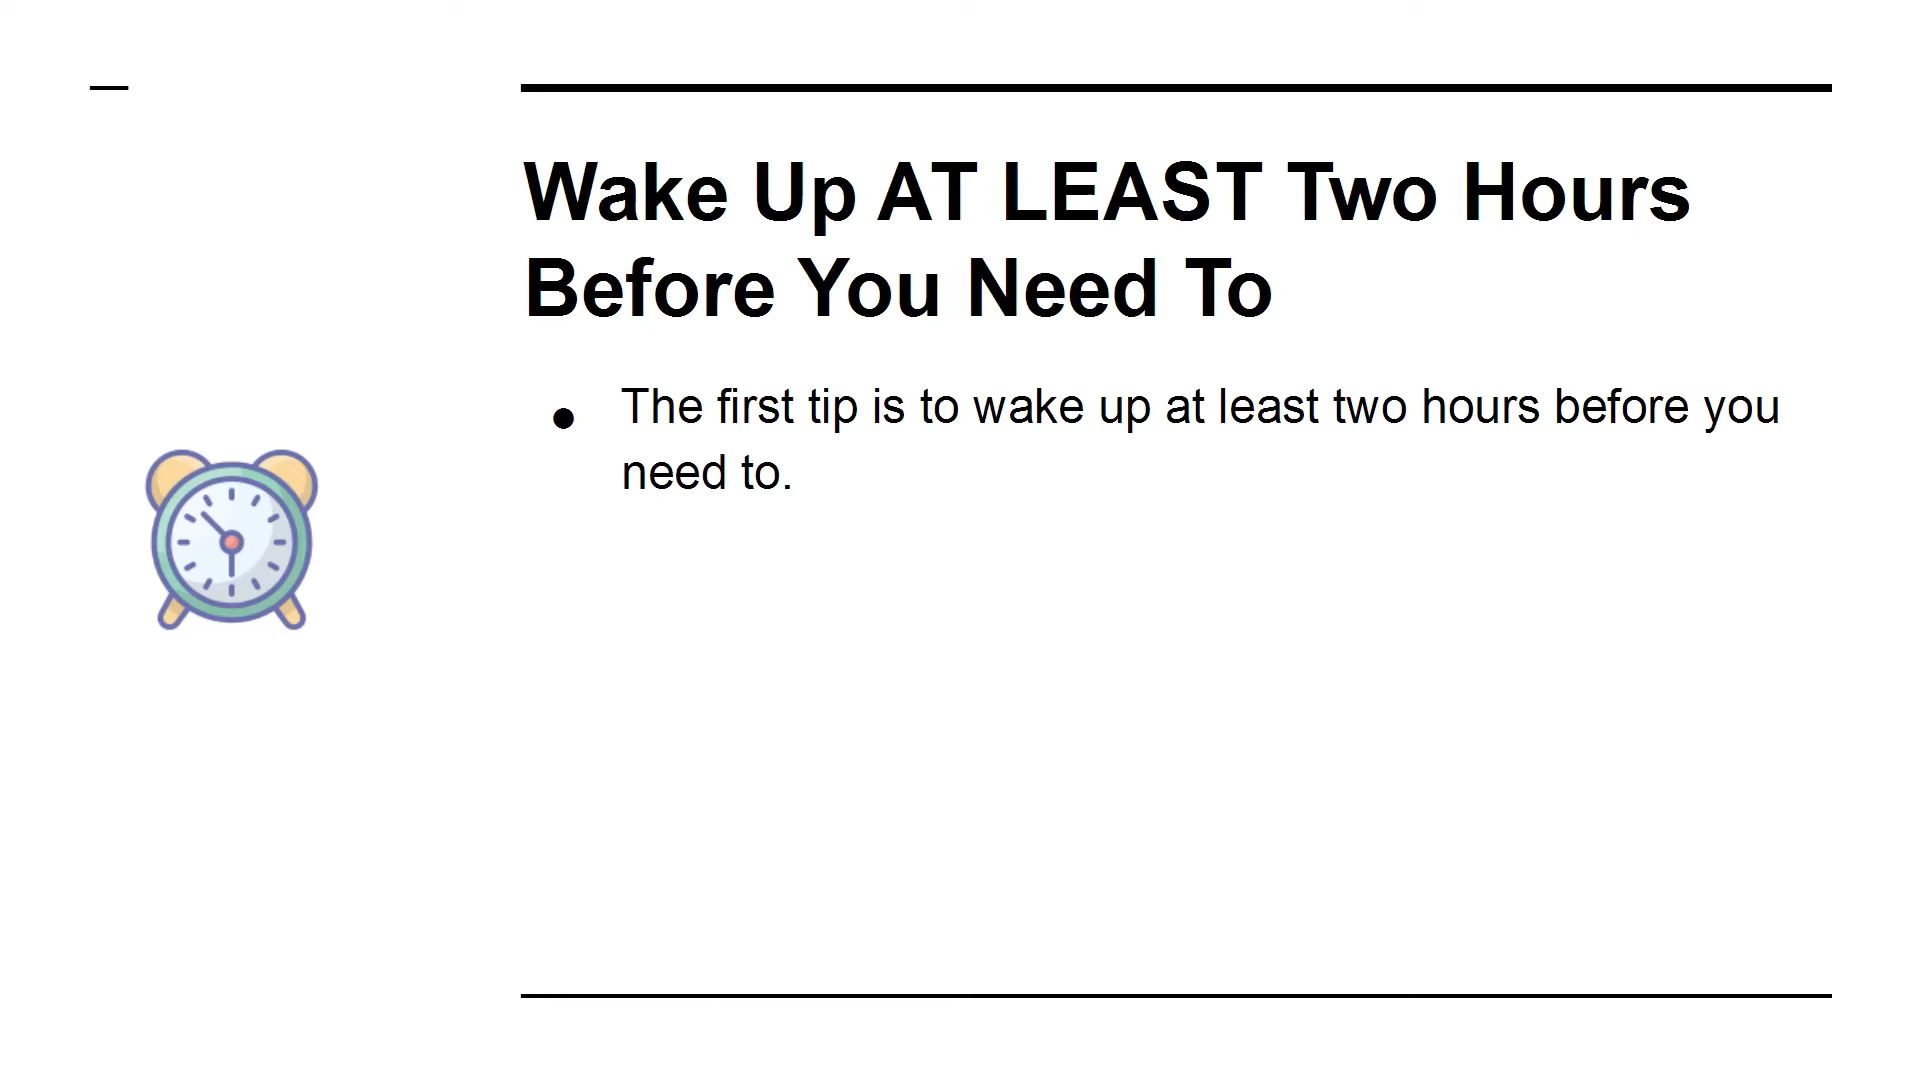 Wake Up AT LEAST Two Hours
Before You Need To
● The first tip is to wake up at least two hours before you
need to.